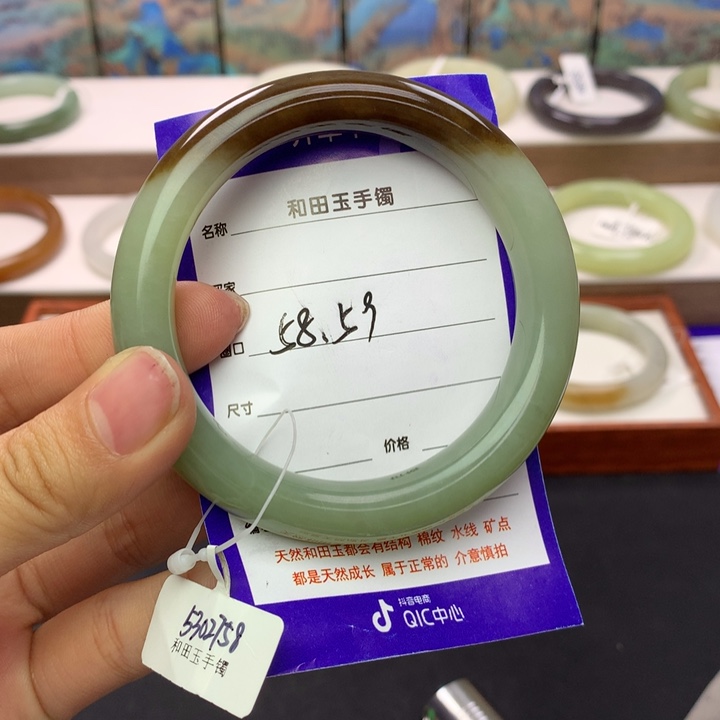 名称 和田玉手镯
58.59
尺寸
价格
天然和田玉都会有结构 棉纹 水线 矿点
都是天然成长 属于正常的 介意慎拍
抖音电商
QIC中心
5302758
和田玉手镯